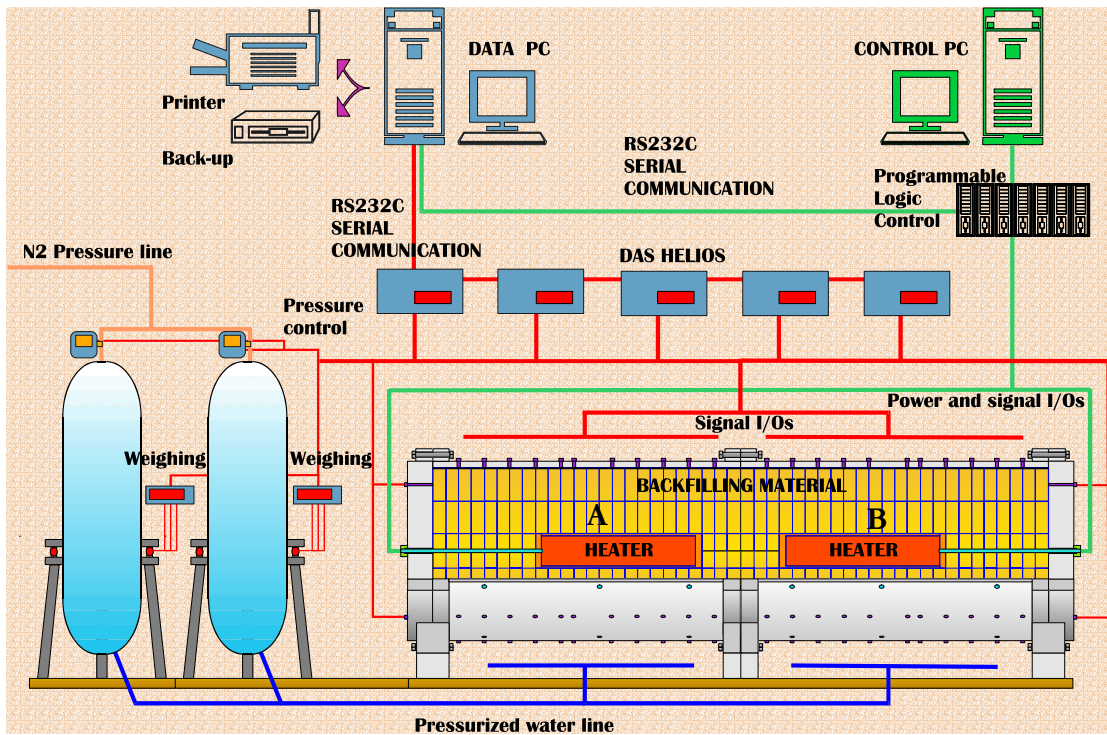 DATA PC
CONTROL PC
Printer
Back-up
RS232C
SERIAL
COMMUNICATION
Programmable
Logic
Control
RS232C
SERIAL
COMMUNICATION
N2 Pressure line
DAS HELIOS
Pressure
control
Power and signal I/Os
Signal I/Os
Weighing
Weighing
BACKFILLING MATERIAL
A
B
HEATER
HEATER
Pressurized water line